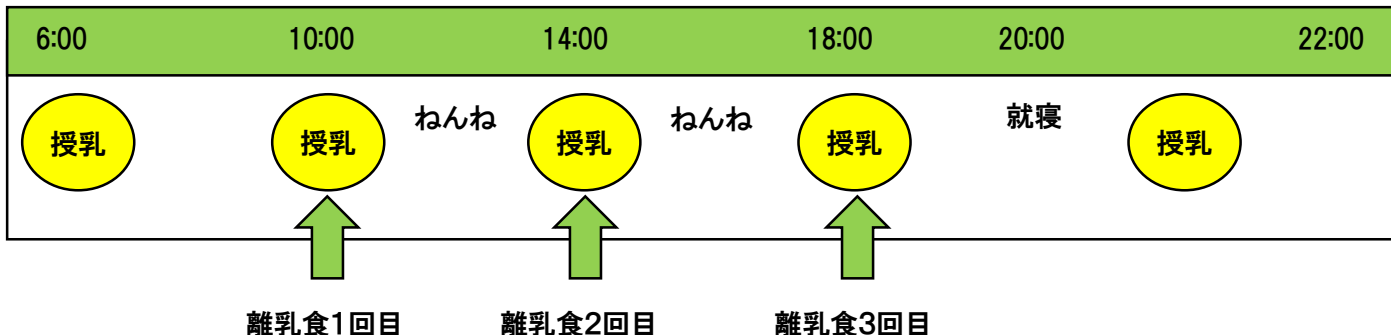 6:00 10:00 14:00 18:00 20:00 22:00
授乳 授乳 ねんね 授乳 ねんね 授乳 就寝 授乳
離乳食1回目 離乳食2回目 離乳食3回目